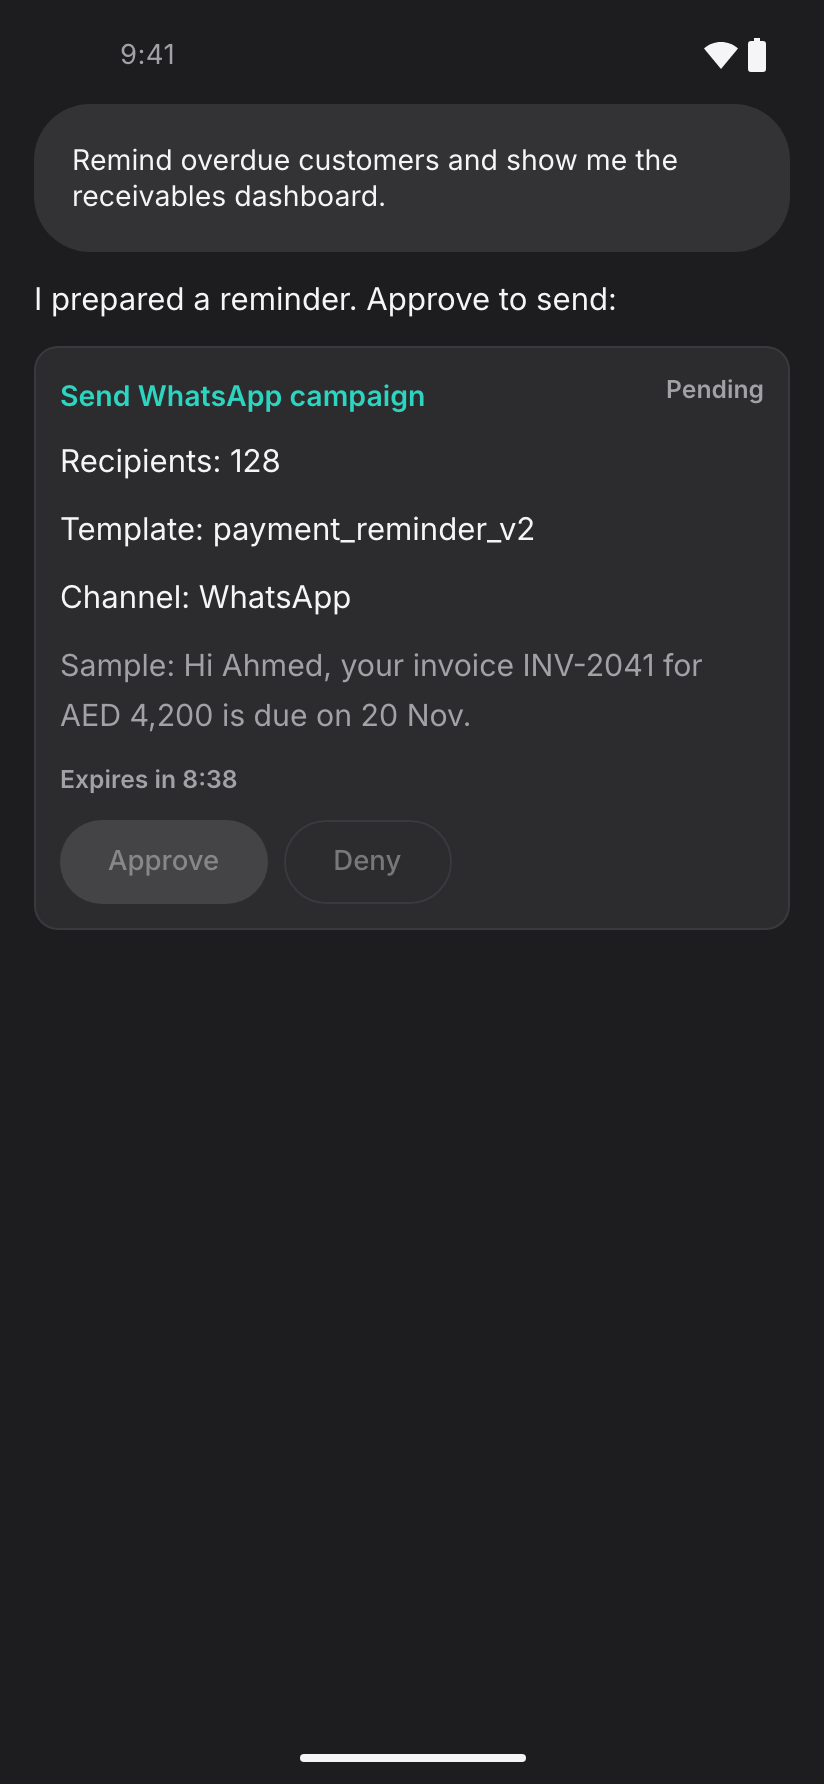 9:41
Remind overdue customers and show me the
receivables dashboard.
I prepared a reminder. Approve to send:
Send WhatsApp campaign
Pending
Recipients: 128
Template: payment_reminder_v2
Channel: WhatsApp
Sample: Hi Ahmed, your invoice INV-2041 for
AED 4,200 is due on 20 Nov.
Expires in 8:38
Approve
Deny